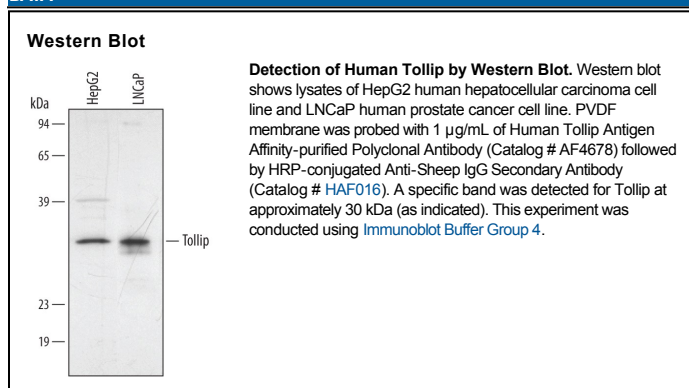 Western Blot
HepG2
LNCaP
kDa
94
65
39
Tollip
23
19
Detection of Human Tollip by Western Blot. Western blot
shows lysates of HepG2 human hepatocellular carcinoma cell
line and LNCaP human prostate cancer cell line. PVDF
membrane was probed with 1 µg/mL of Human Tollip Antigen
Affinity-purified Polyclonal Antibody (Catalog # AF4678) followed
by HRP-conjugated Anti-Sheep IgG Secondary Antibody
(Catalog # HAF016). A specific band was detected for Tollip at
approximately 30 kDa (as indicated). This experiment was
conducted using Immunoblot Buffer Group 4.